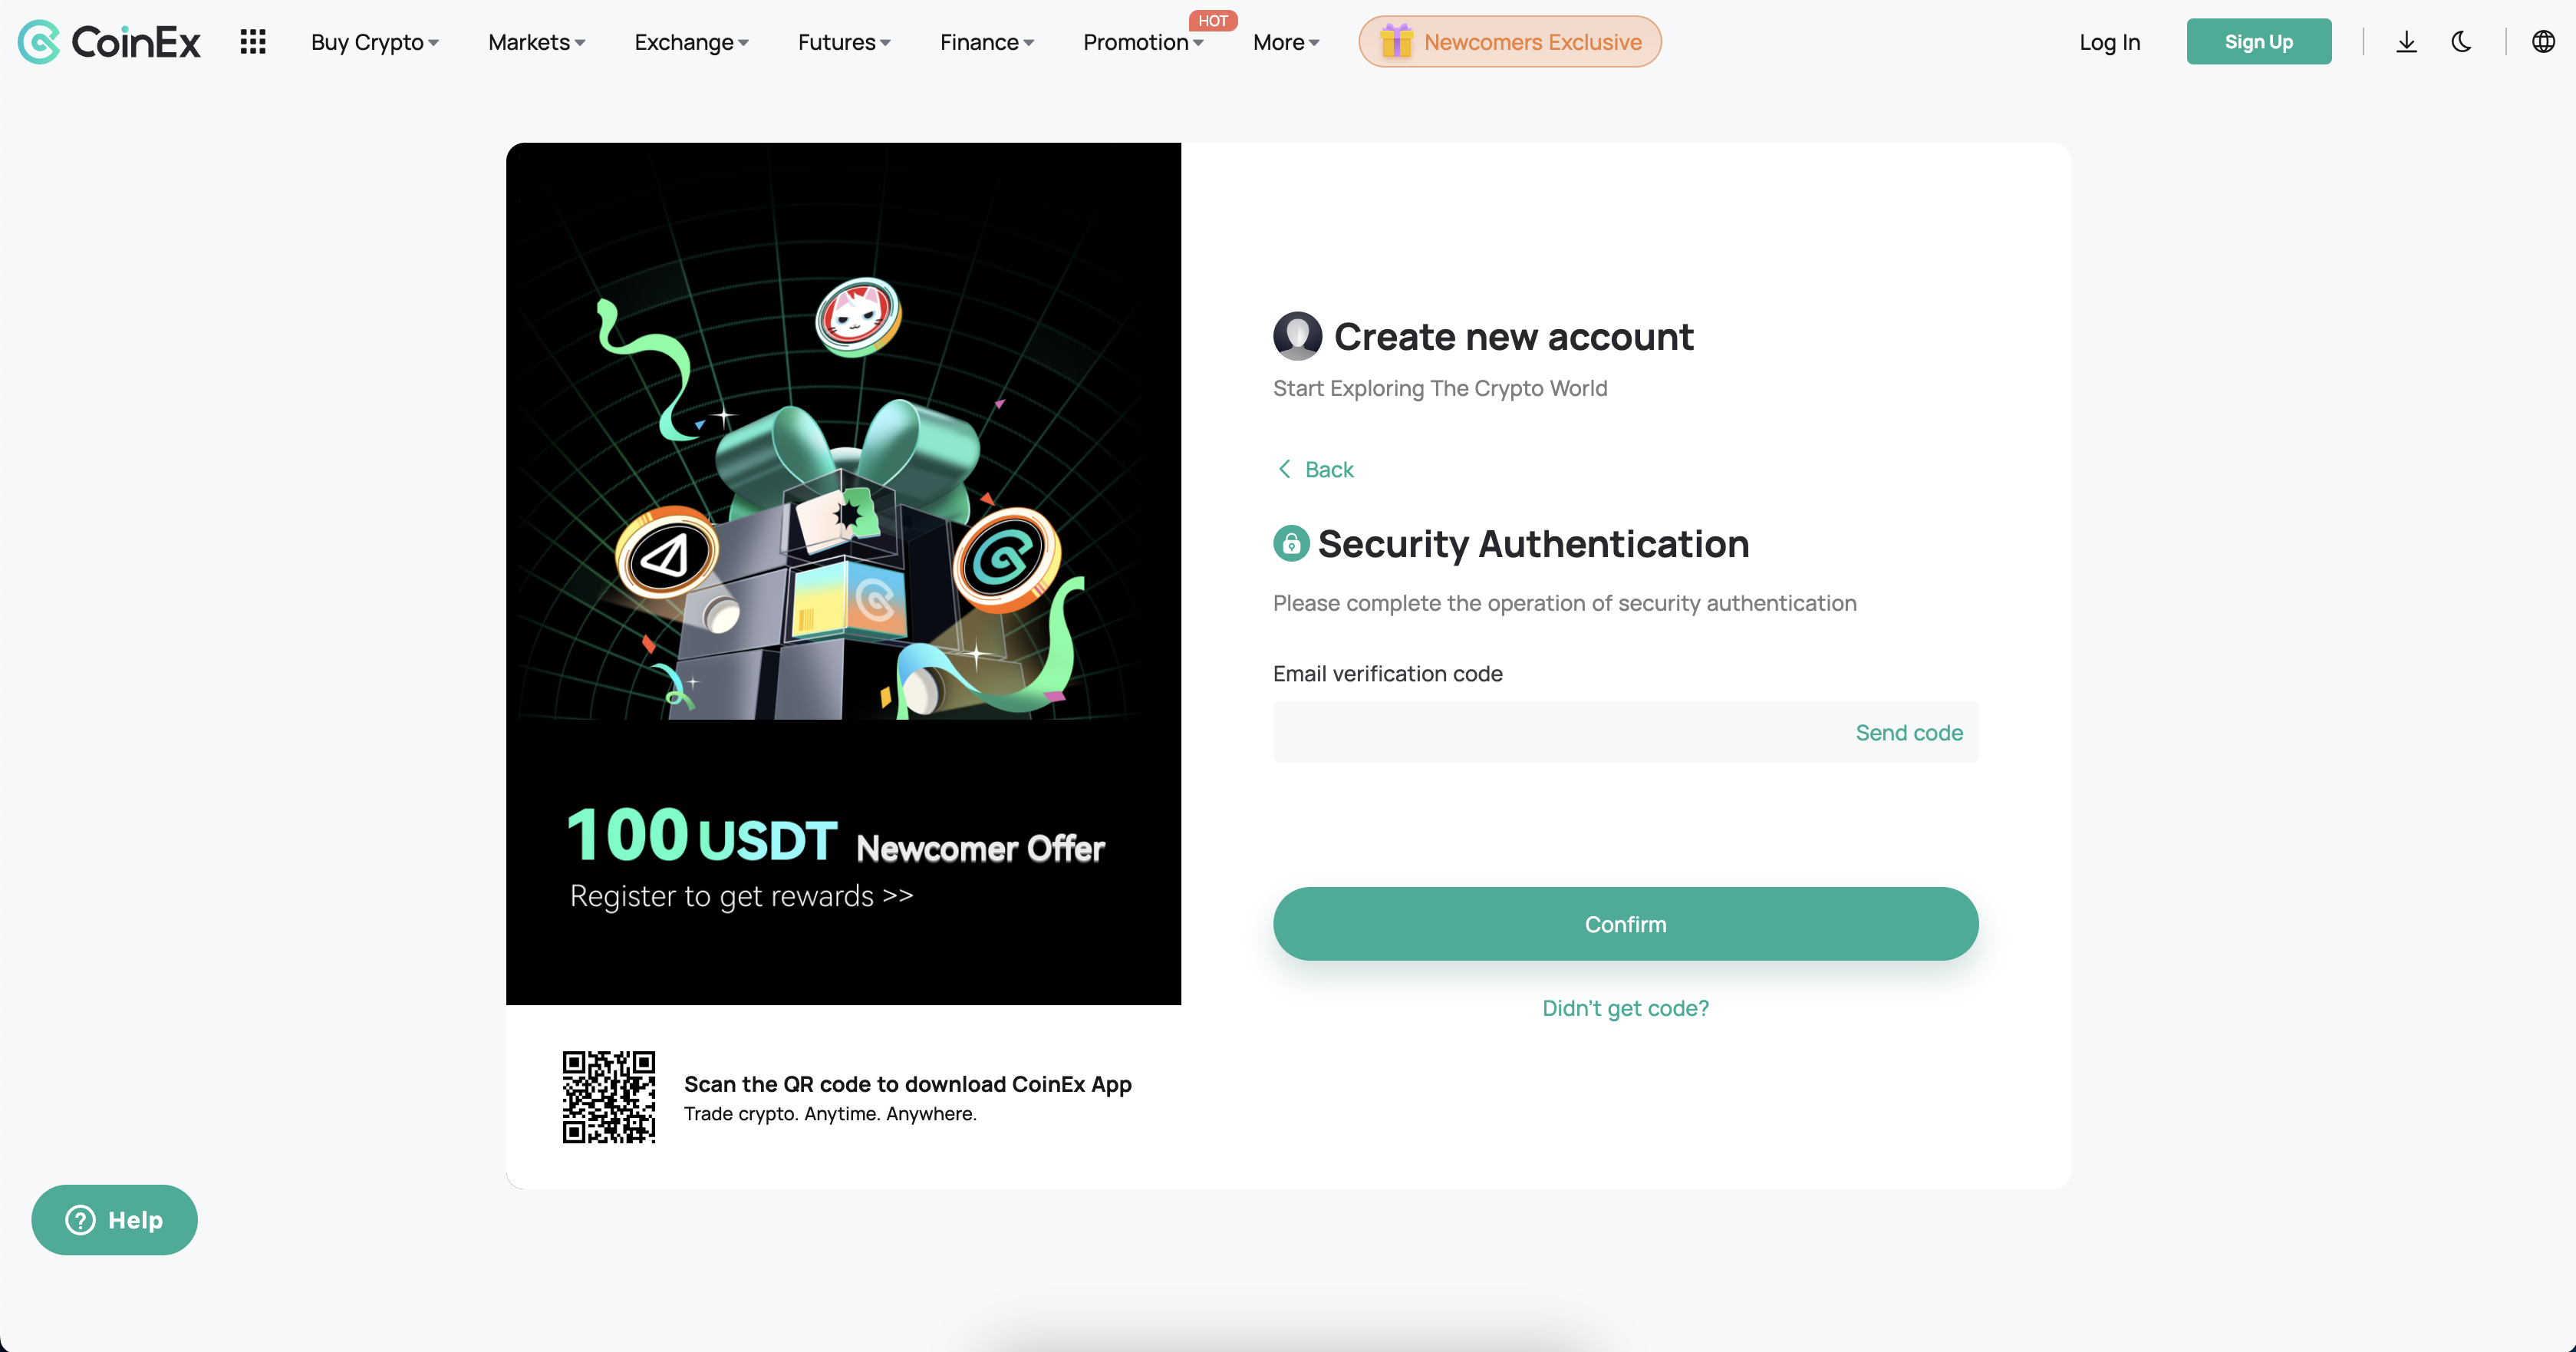 CoinEx
Buy Crypto
Markets
Exchange
Futures
Finance
Promotion
HOT
More
Newcomers Exclusive
Log In
Sign Up
100 USDT Newcomer Offer
Register to get rewards >>
Scan the QR code to download CoinEx App
Trade crypto. Anytime. Anywhere.
Create new account
Start Exploring The Crypto World
Back
Security Authentication
Please complete the operation of security authentication
Email verification code
Send code
Confirm
Didn't get code?
Help